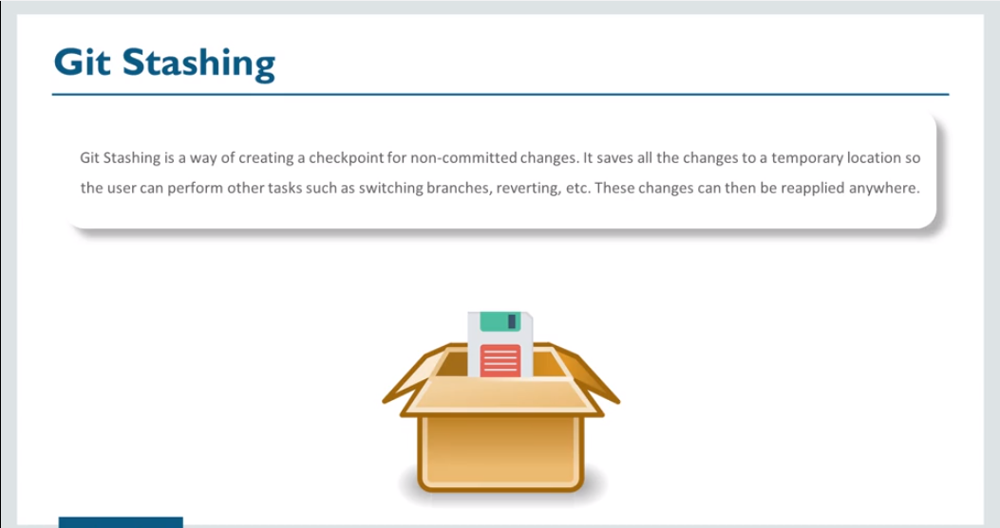 Git Stashing
Git Stashing is a way of creating a checkpoint for non-committed changes. It saves all the changes to a temporary location so
the user can perform other tasks such as switching branches, reverting, etc. These changes can then be reapplied anywhere.